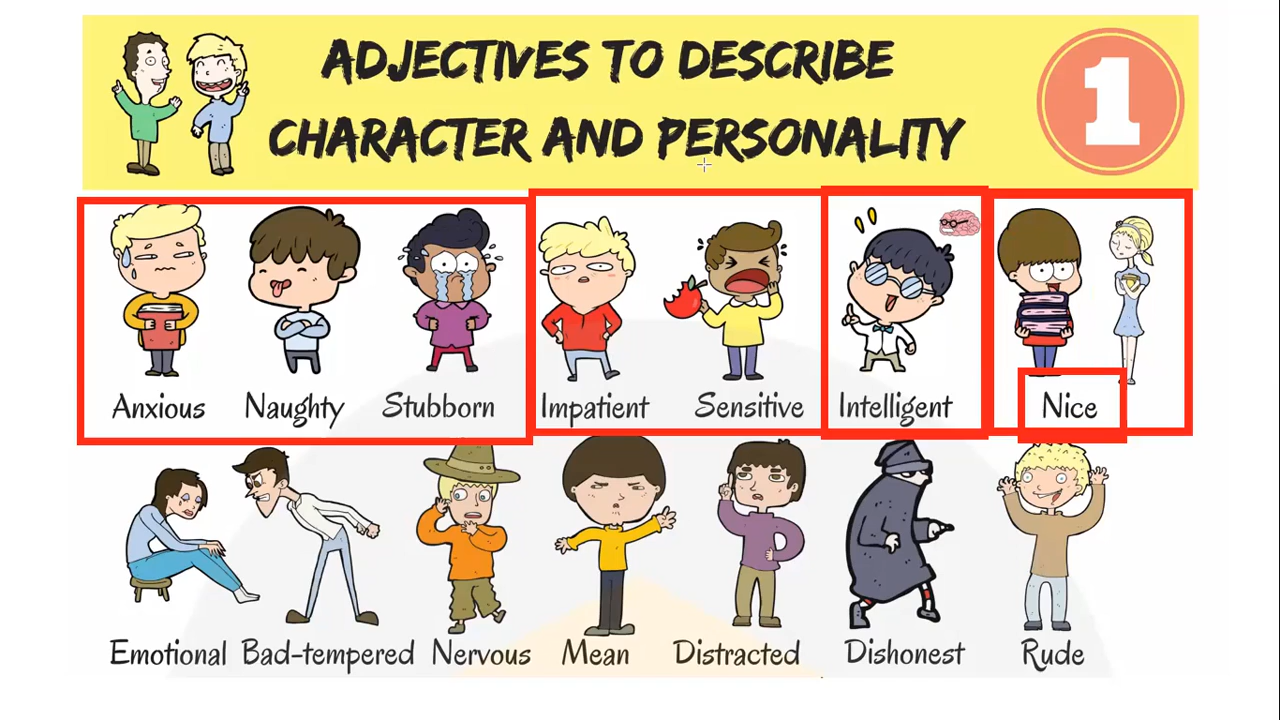 ADJECTIVES TO DESCRIBE
CHARACTER AND PERSONALITY
1
Anxious Naughty Stubborn Impatient Sensitive Intelligent Nice
Emotional Bad-tempered Nervous Mean Distracted Dishonest Rude